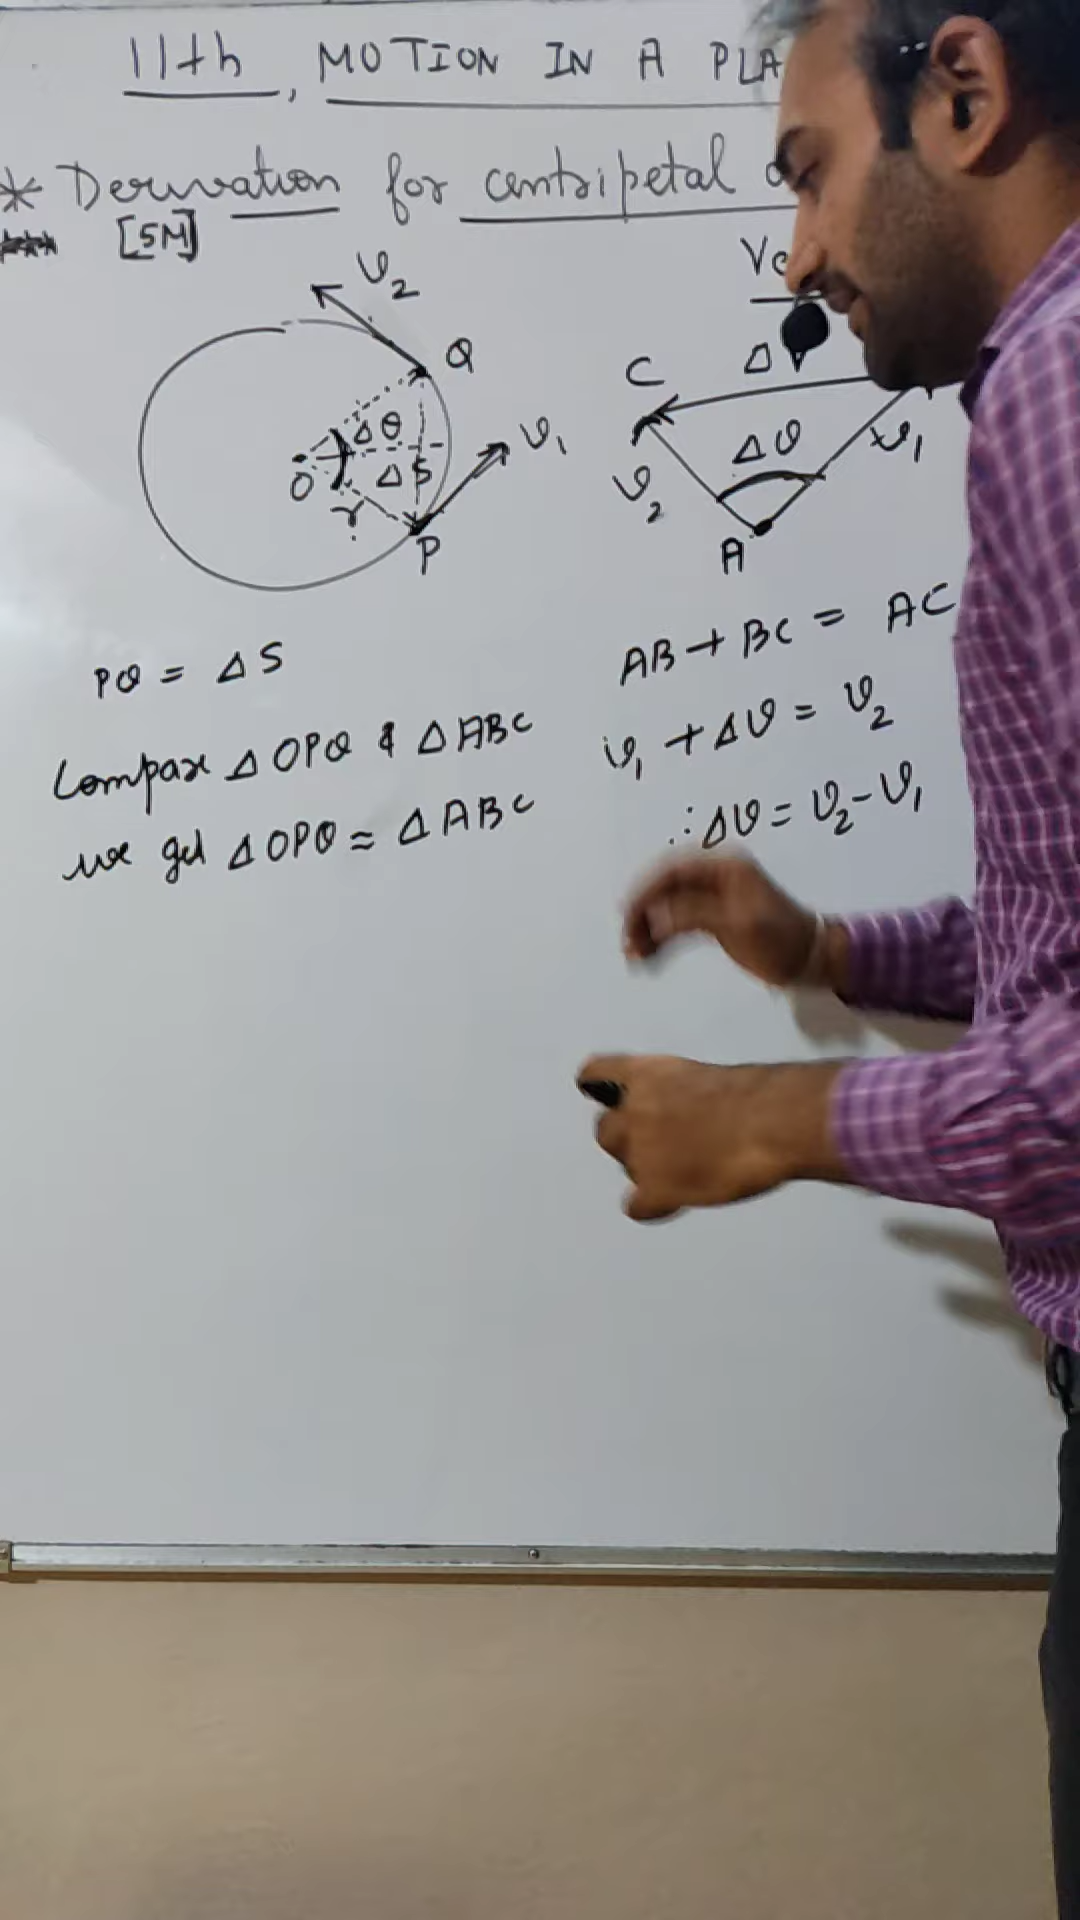 11th, MOTION IN A PLA
* Derivation for centripetal a
*** [5M]
V2
Q
Δθ
O
ΔS
r
P
V1
Ve
C
Δ
Δθ
V1
V2
A
PQ = ΔS
Compare Δ OPQ & Δ ABC
we get Δ OPQ ≈ Δ ABC
AB + BC = AC
V1 + ΔV = V2
∴ ΔV = V2 - V1